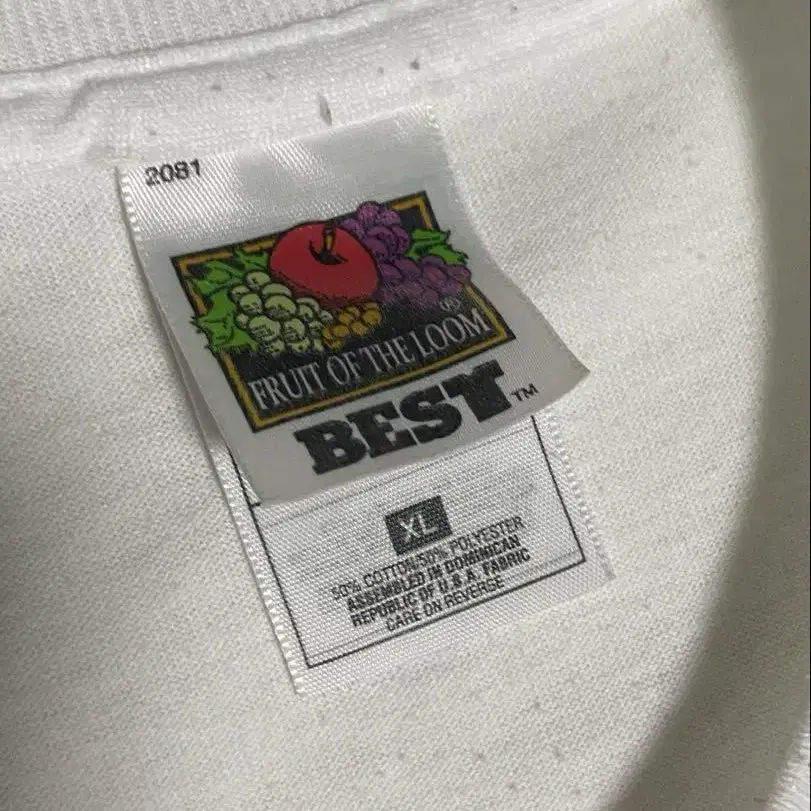 2081
®
FRUIT OF THE LOOM
BEST™
XL
50% COTTON/50% POLYESTER
ASSEMBLED IN DOMINICAN
REPUBLIC OF U.S.A. FABRIC
CARE ON REVERSE